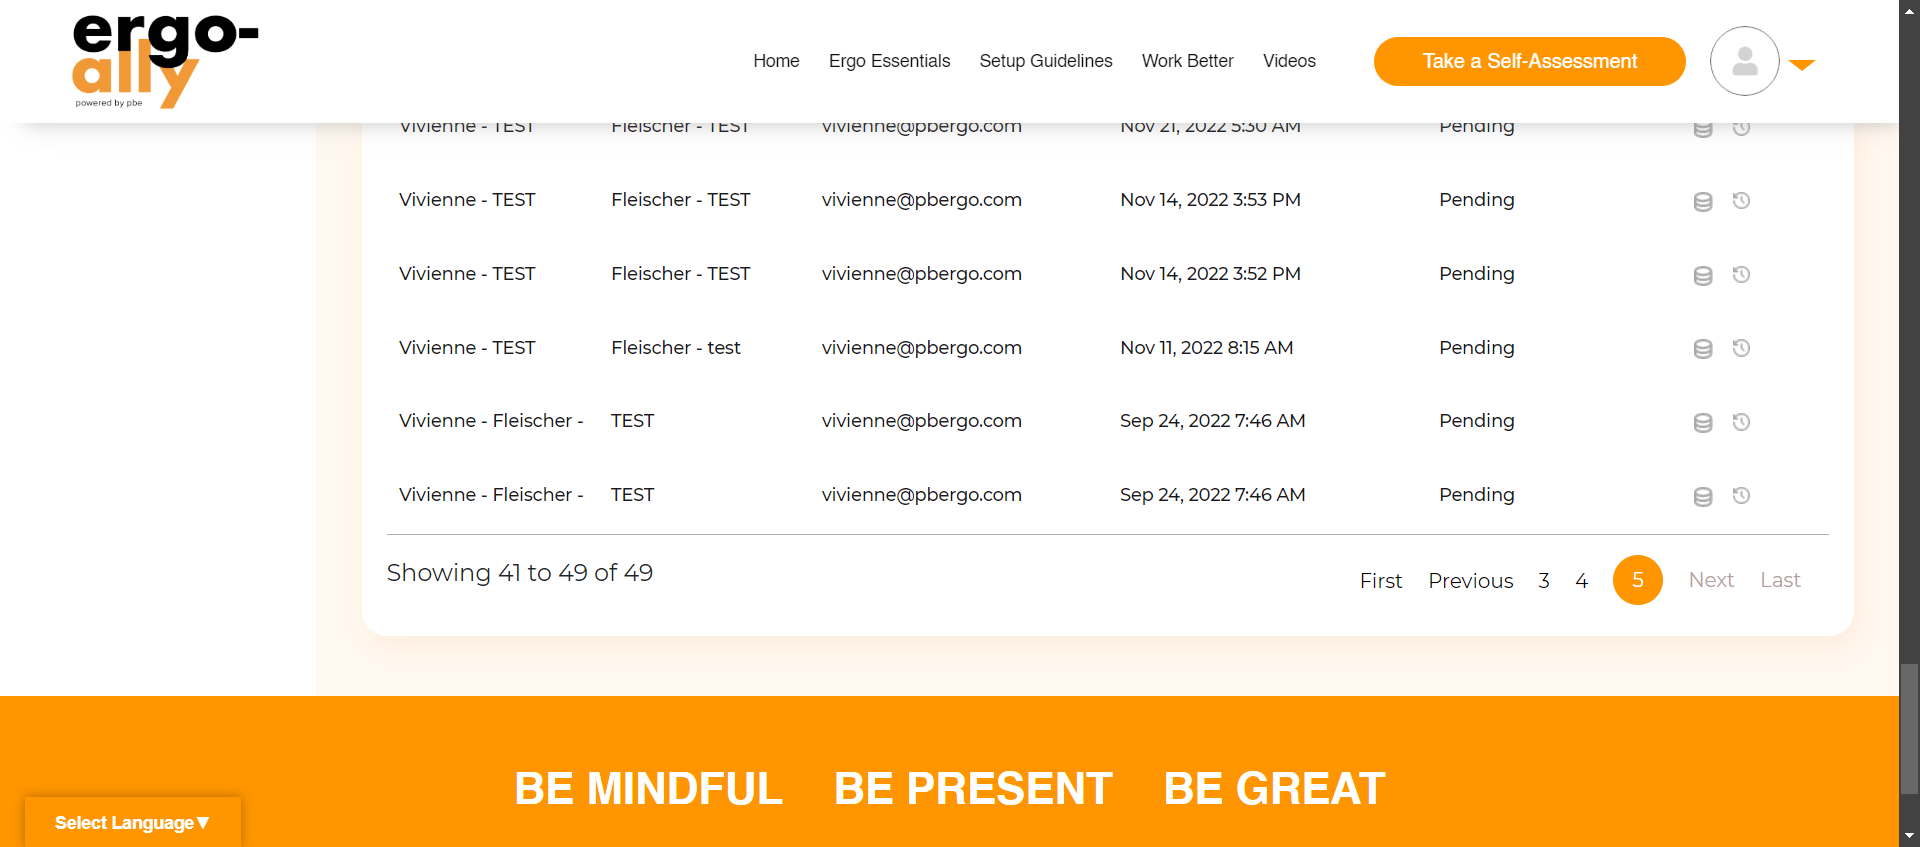 ergo-
ally
powered by pbe
Home Ergo Essentials Setup Guidelines Work Better Videos Take a Self-Assessment
Vivienne - TEST Fleischer - TEST vivienne@pbergo.com Nov 21, 2022 5:30 AM Pending
Vivienne - TEST Fleischer - TEST vivienne@pbergo.com Nov 14, 2022 3:53 PM Pending
Vivienne - TEST Fleischer - TEST vivienne@pbergo.com Nov 14, 2022 3:52 PM Pending
Vivienne - TEST Fleischer - test vivienne@pbergo.com Nov 11, 2022 8:15 AM Pending
Vivienne - Fleischer - TEST vivienne@pbergo.com Sep 24, 2022 7:46 AM Pending
Vivienne - Fleischer - TEST vivienne@pbergo.com Sep 24, 2022 7:46 AM Pending
Showing 41 to 49 of 49
First Previous 3 4 5 Next Last
BE MINDFUL BE PRESENT BE GREAT
Select Language▼